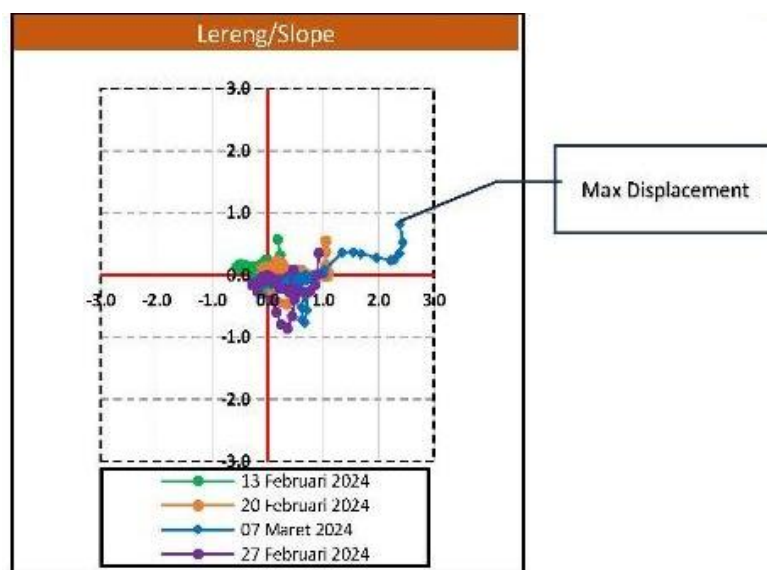 Lereng/Slope
3.0
2.0
1.0
0.0
-3.0 -2.0 -1.0 0.0 1.0 2.0 3.0
-1.0
-2.0
-3.0
Max Displacement
13 Februari 2024
20 Februari 2024
07 Maret 2024
27 Februari 2024